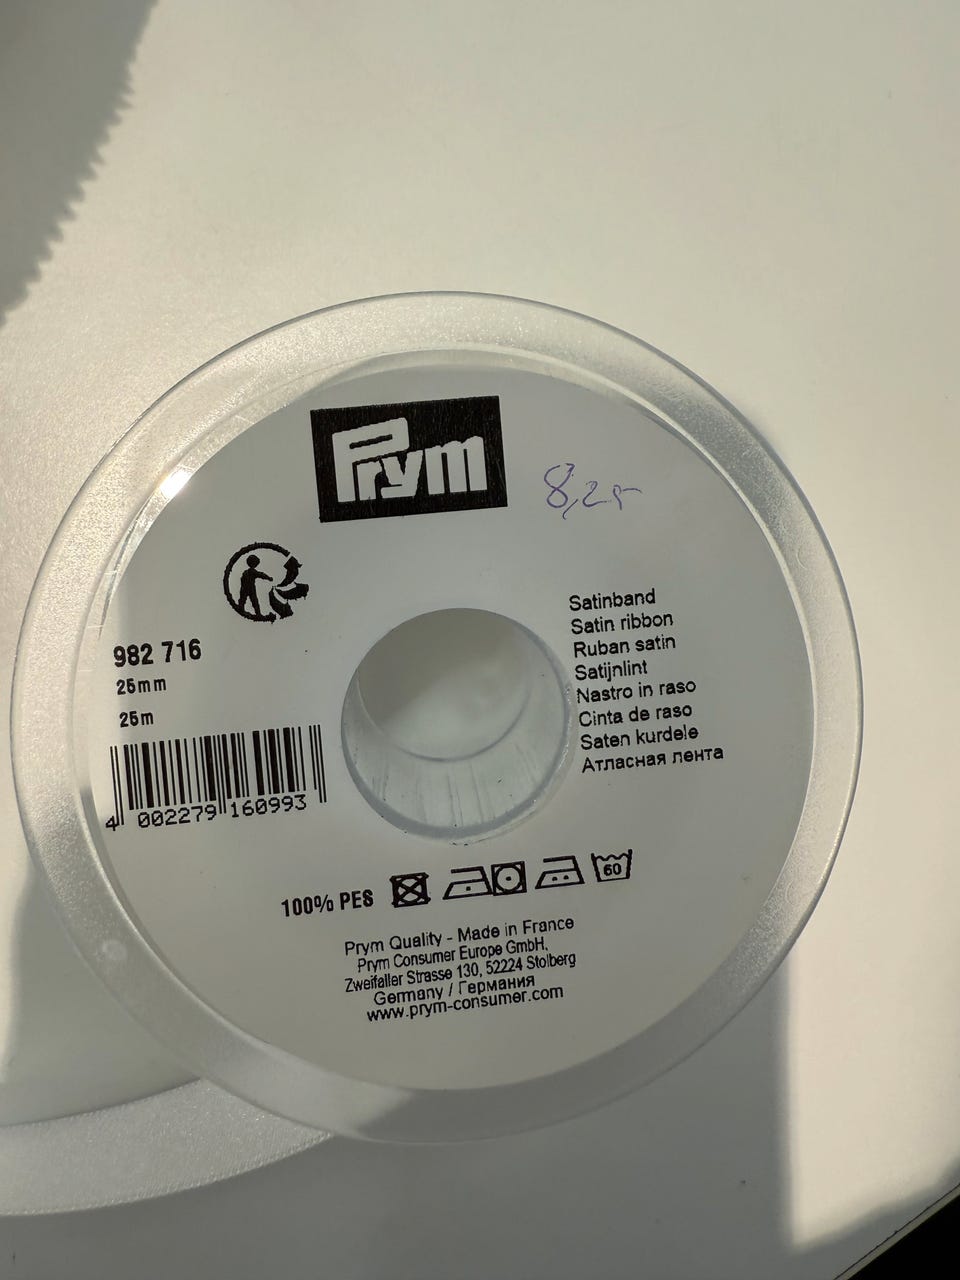 Prym
8,25
982 716
25mm
25m
4 002279 160993
Satinband
Satin ribbon
Ruban satin
Satijnlint
Nastro in raso
Cinta de raso
Saten kurdele
Атласная лента
100% PES
60
Prym Quality - Made in France
Prym Consumer Europe GmbH,
Zweifaller Strasse 130, 52224 Stolberg
Germany / Германия
www.prym-consumer.com